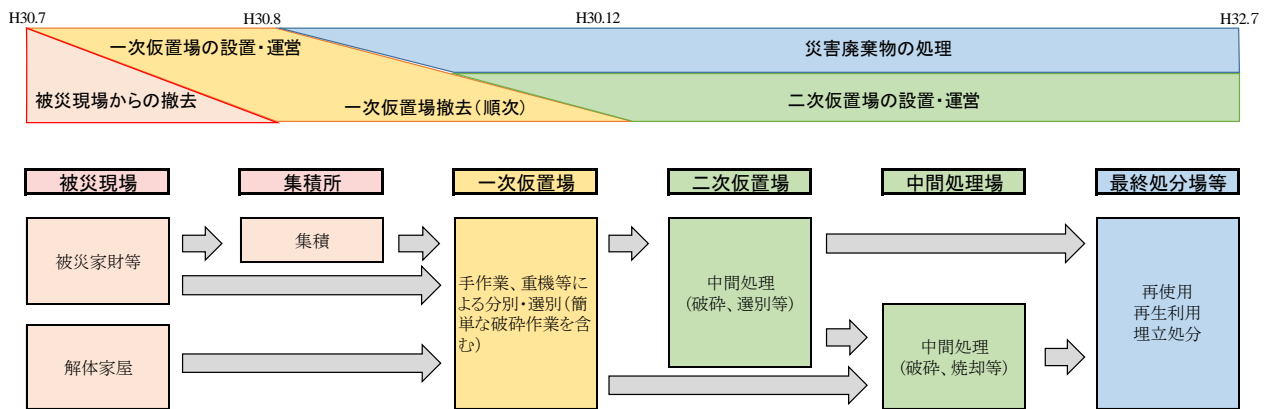 H30.7
H30.8
H30.12
H32.7
一次仮置場の設置・運営
災害廃棄物の処理
被災現場からの撤去
一次仮置場撤去(順次)
二次仮置場の設置・運営
被災現場
集積所
一次仮置場
二次仮置場
中間処理場
最終処分場等
被災家財等
集積
手作業、重機等に
よる分別・選別(簡
単な破砕作業を含
む)
中間処理
(破砕、選別等)
再使用
再生利用
埋立処分
解体家屋
中間処理
(破砕、焼却等)